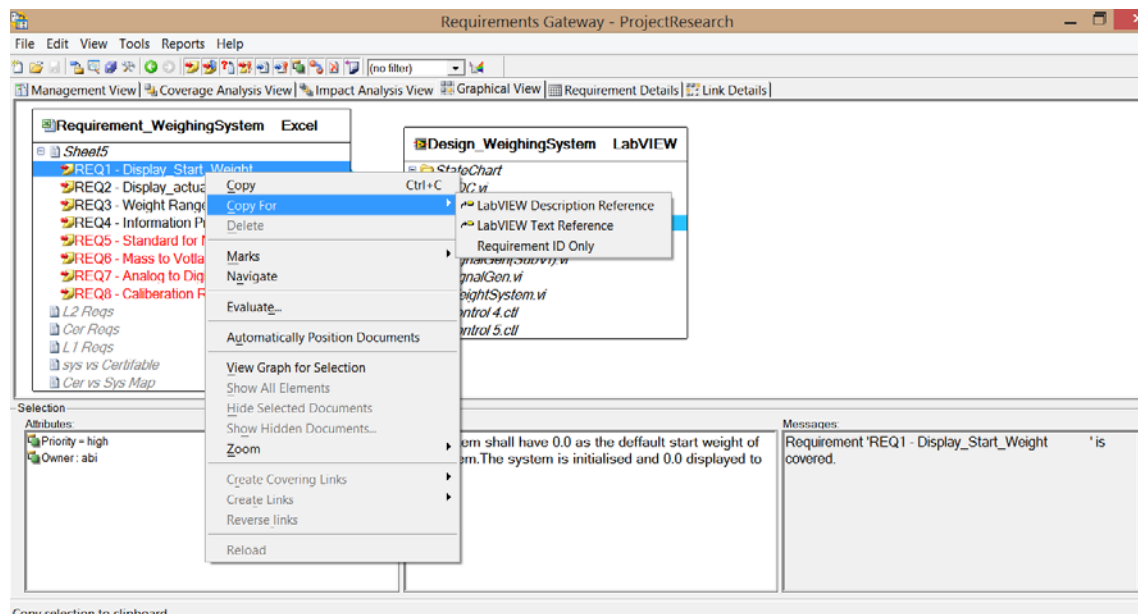 Requirements Gateway - ProjectResearch
File Edit View Tools Reports Help
(no filter)
Management View Coverage Analysis View Impact Analysis View Graphical View Requirement Details Link Details
Requirement_WeighingSystem Excel
Sheet5
REQ1 - Display_Start_Weight
REQ2 - Display_actua
REQ3 - Weight Range
REQ4 - Information P
REQ5 - Standard for
REQ6 - Mass to Votla
REQ7 - Analog to Dig
REQ8 - Caliberation R
L2 Reqs
Cer Reqs
L1 Reqs
sys vs Certifable
Cer vs Sys Map
Design_WeighingSystem LabVIEW
StateChart
DC.vi
gnalGen(SubVI).vi
gnalGen.vi
eightSystem.vi
ontrol 4.ctl
ontrol 5.ctl
Copy Ctrl+C
Copy For
Delete
Marks
Navigate
Evaluate...
Automatically Position Documents
View Graph for Selection
Show All Elements
Hide Selected Documents
Show Hidden Documents...
Zoom
Create Covering Links
Create Links
Reverse links
Reload
LabVIEW Description Reference
LabVIEW Text Reference
Requirement ID Only
Selection
Attributes:
Priority = high
Owner : abi
em shall have 0.0 as the deffault start weight of
em.The system is initialised and 0.0 displayed to
Messages:
Requirement 'REQ1 - Display_Start_Weight ' is
covered.
Copy selection to clipboard